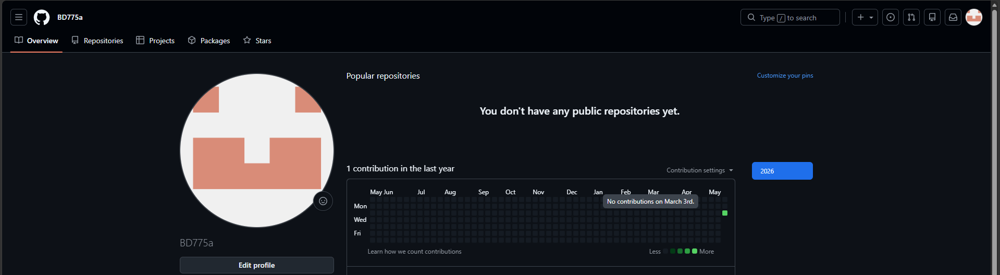 BD775a
Type / to search
Overview Repositories Projects Packages Stars
Popular repositories
Customize your pins
You don't have any public repositories yet.
1 contribution in the last year
Contribution settings
2026
May Jun Jul Aug Sep Oct Nov Dec Jan Feb Mar Apr May
No contributions on March 3rd.
Mon
Wed
Fri
Learn how we count contributions
Less More
BD775a
Edit profile